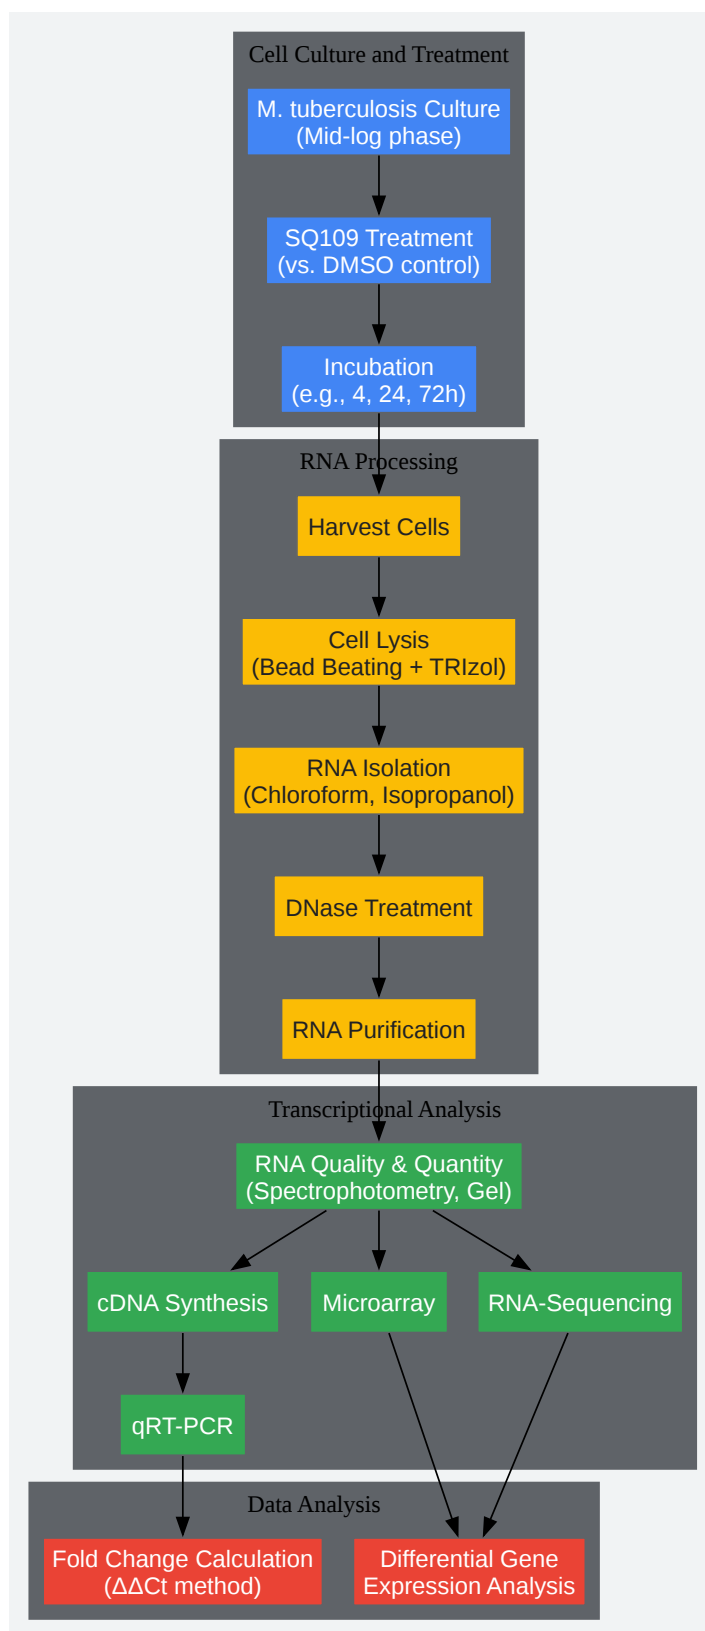 Cell Culture and Treatment
M. tuberculosis Culture
(Mid-log phase)
SQ109 Treatment
(vs. DMSO control)
Incubation
(e.g., 4, 24, 72h)
RNA Processing
Harvest Cells
Cell Lysis
(Bead Beating + TRIzol)
RNA Isolation
(Chloroform, Isopropanol)
DNase Treatment
RNA Purification
Transcriptional Analysis
RNA Quality & Quantity
(Spectrophotometry, Gel)
cDNA Synthesis
Microarray
RNA-Sequencing
qRT-PCR
Data Analysis
Fold Change Calculation
(ΔΔCt method)
Differential Gene
Expression Analysis